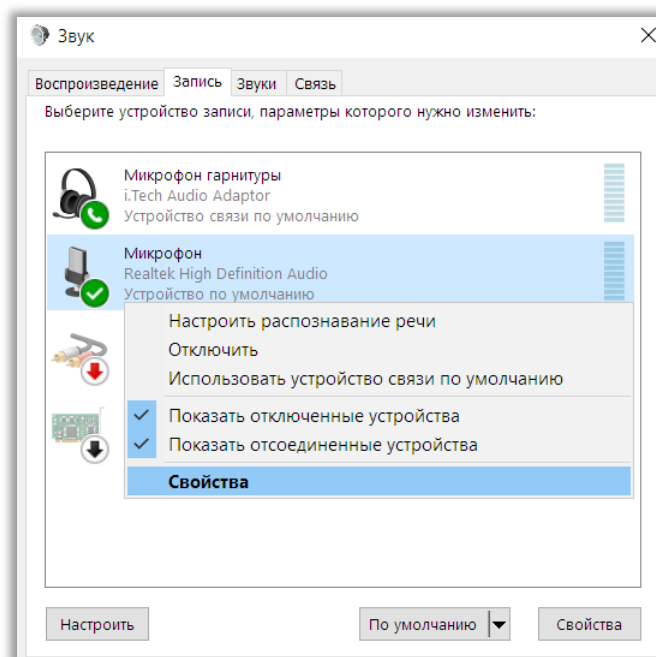 Звук
Воспроизведение Запись Звуки Связь
Выберите устройство записи, параметры которого нужно изменить:
Микрофон гарнитуры
i.Tech Audio Adaptor
Устройство связи по умолчанию
Микрофон
Realtek High Definition Audio
Устройство по умолчанию
Настроить распознавание речи
Отключить
Использовать устройство связи по умолчанию
Показать отключенные устройства
Показать отсоединенные устройства
Свойства
Настроить По умолчанию Свойства